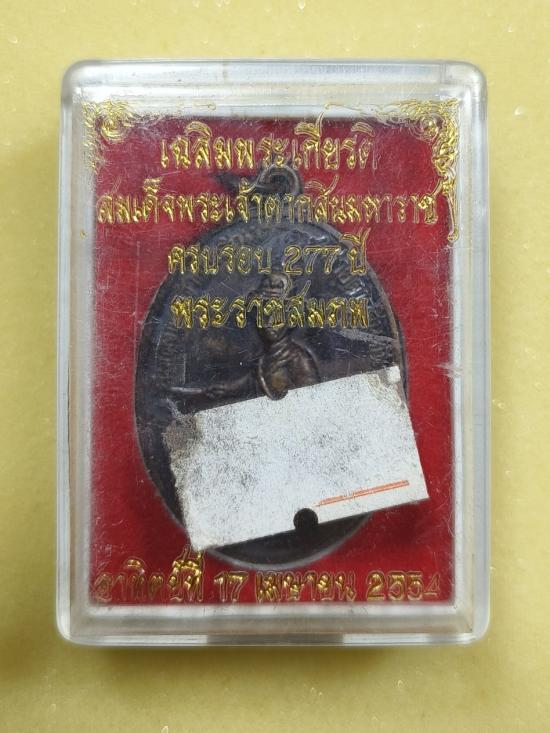 เฉลิมพระเกียรติ
สมเด็จพระเจ้าตากสินมหาราช
ครบรอบ 277 ปี
พระราชสมภพ
อาทิตย์ที่ 17 เมษายน 2554